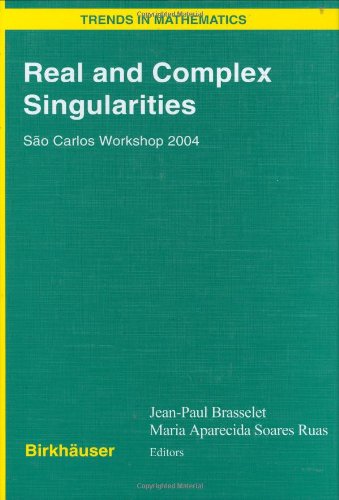 TRENDS IN MATHEMATICS
Real and Complex
Singularities
São Carlos Workshop 2004
Jean-Paul Brasselet
Maria Aparecida Soares Ruas
Birkhäuser
Editors